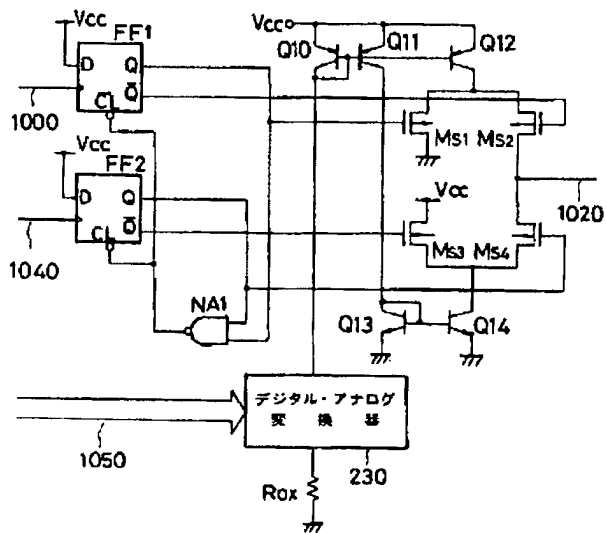 Vcc
FF1
D
Q
Q̅
CL
1000
Vcc
FF2
D
Q
Q̅
CL
1040
NA1
Vcc
Q10
Q11
Q12
MS1
MS2
1020
Vcc
MS3
MS4
Q13
Q14
デジタル・アナログ
変換器
1050
230
Rox